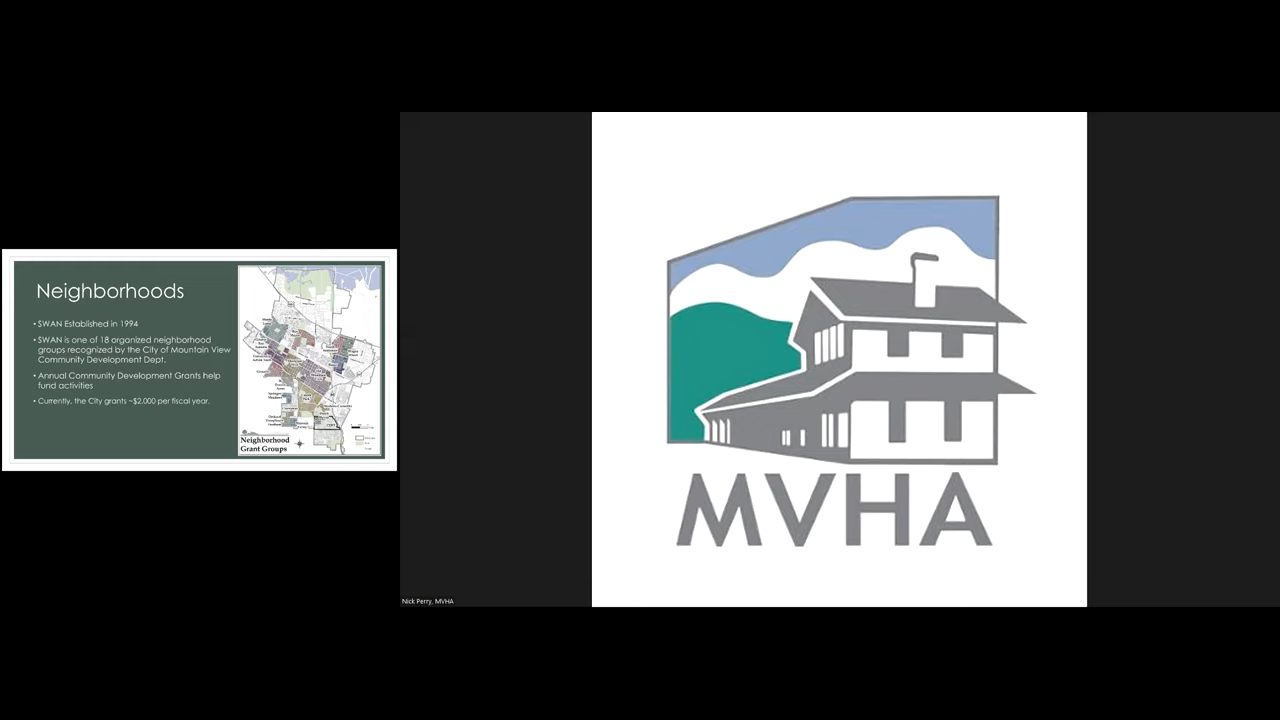 Neighborhoods
• SWAN Established in 1994
• SWAN is one of 18 organized neighborhood
groups recognized by the City of Mountain View
Community Development Dept.
• Annual Community Development Grants help
fund activities
• Currently, the City grants ~$2,000 per fiscal year.
Neighborhood
Grant Groups
MVHA
Nick Perry, MVHA